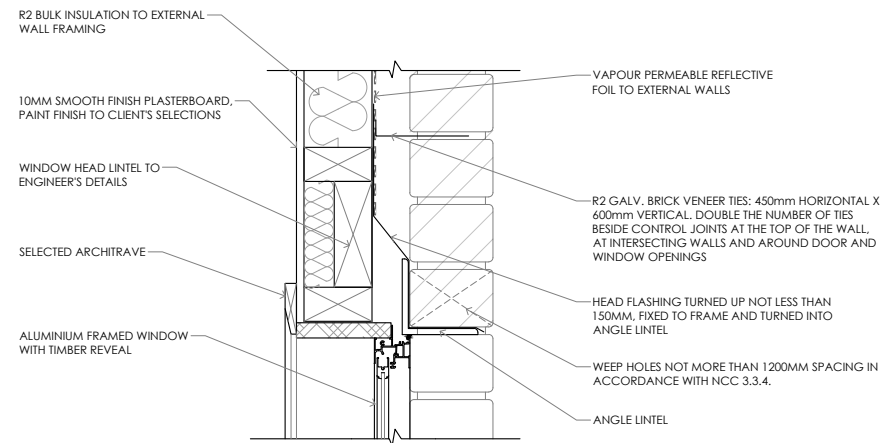 R2 BULK INSULATION TO EXTERNAL
WALL FRAMING
10MM SMOOTH FINISH PLASTERBOARD,
PAINT FINISH TO CLIENT'S SELECTIONS
WINDOW HEAD LINTEL TO
ENGINEER'S DETAILS
SELECTED ARCHITRAVE
ALUMINIUM FRAMED WINDOW
WITH TIMBER REVEAL
VAPOUR PERMEABLE REFLECTIVE
FOIL TO EXTERNAL WALLS
R2 GALV. BRICK VENEER TIES: 450mm HORIZONTAL X
600mm VERTICAL. DOUBLE THE NUMBER OF TIES
BESIDE CONTROL JOINTS AT THE TOP OF THE WALL,
AT INTERSECTING WALLS AND AROUND DOOR AND
WINDOW OPENINGS
HEAD FLASHING TURNED UP NOT LESS THAN
150MM, FIXED TO FRAME AND TURNED INTO
ANGLE LINTEL
WEEP HOLES NOT MORE THAN 1200MM SPACING IN
ACCORDANCE WITH NCC 3.3.4.
ANGLE LINTEL